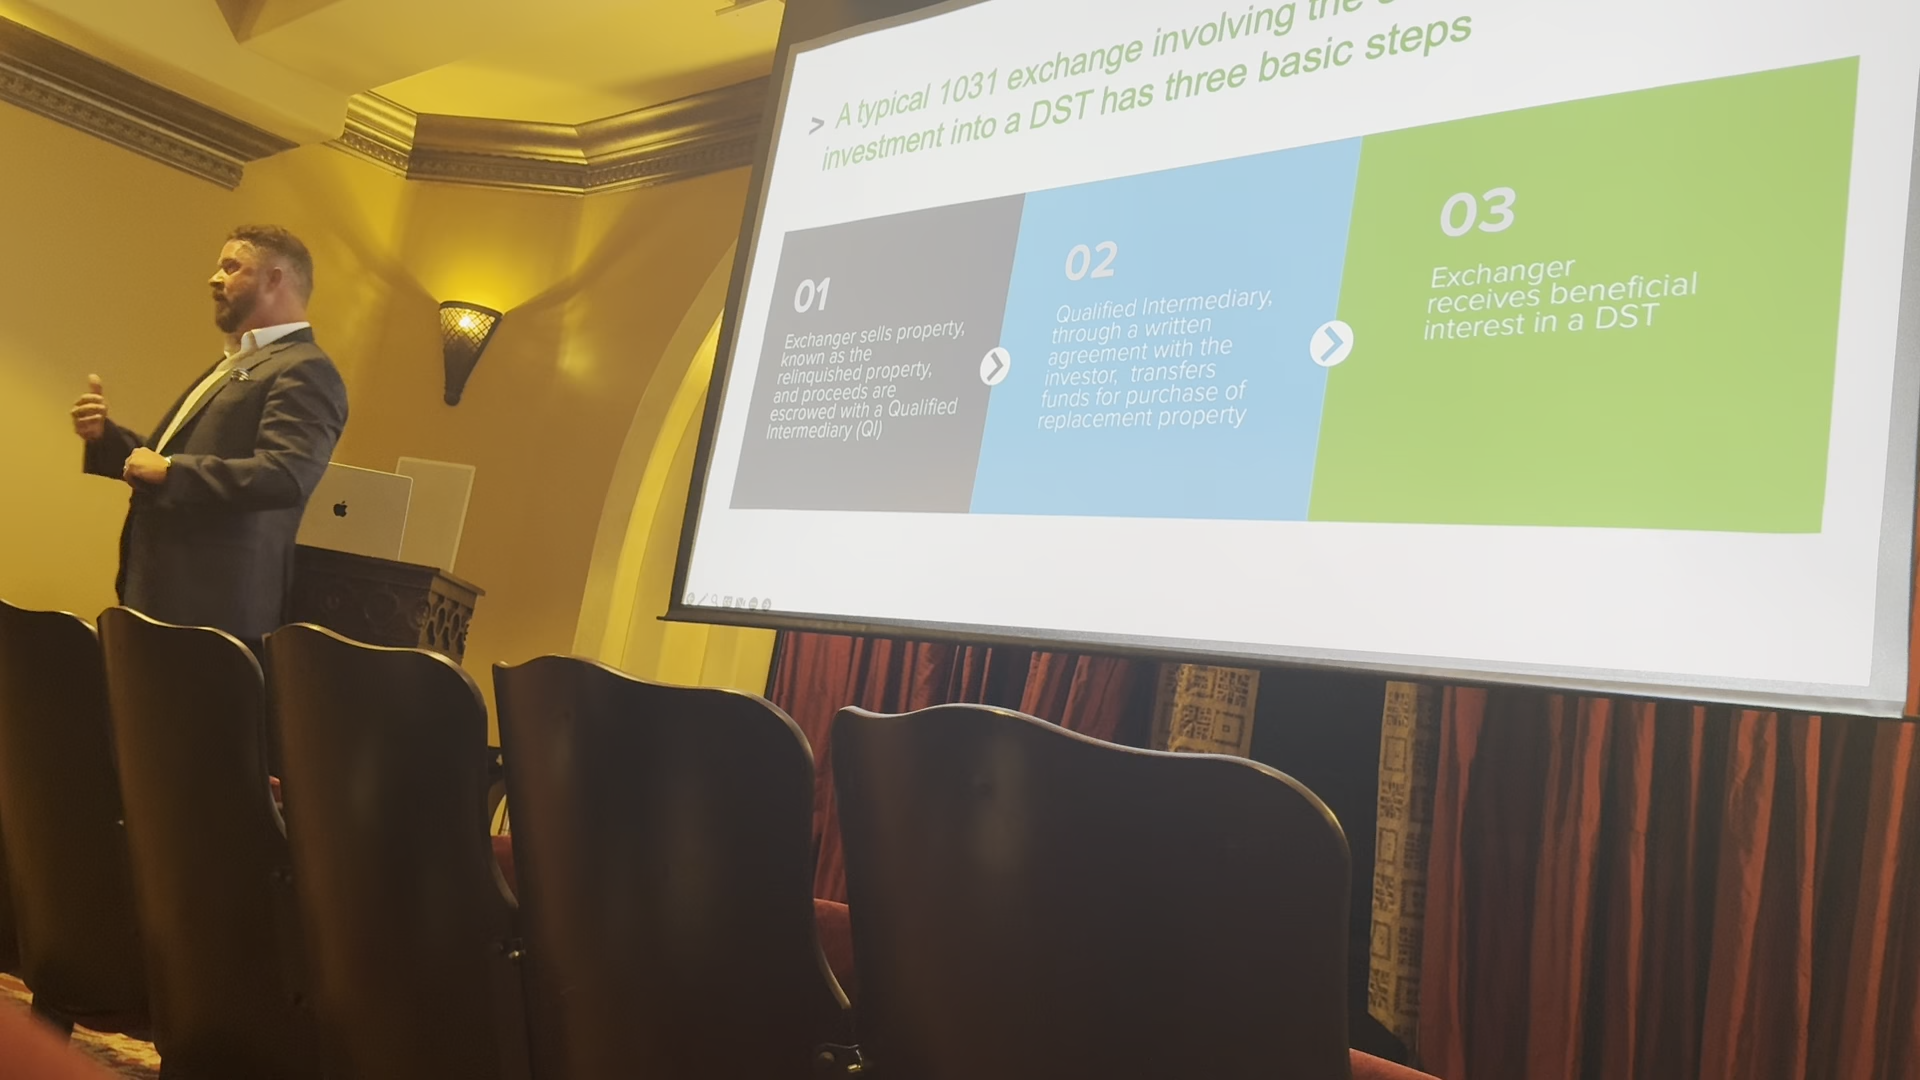 > A typical 1031 exchange involving the
investment into a DST has three basic steps
01
Exchanger sells property,
known as the
relinquished property,
and proceeds are
escrowed with a Qualified
Intermediary (QI)
02
Qualified Intermediary,
through a written
agreement with the
investor, transfers
funds for purchase of
replacement property
03
Exchanger
receives beneficial
interest in a DST